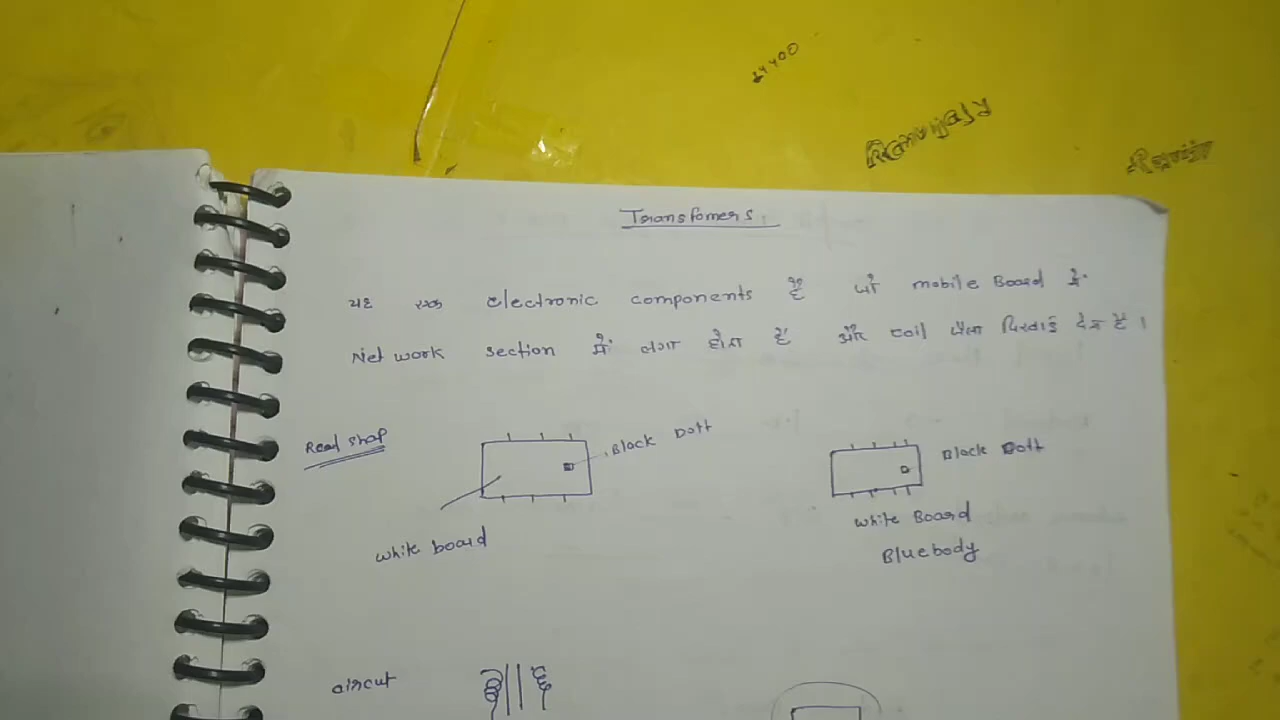 Transfomers
यह एक electronic components है जो mobile Board में
Net work section में लगा होता है और coil जैसा दिखाई देता है ।
Real shap
Black Dott
Black Dott
White board
White Board
Bluebody
circut